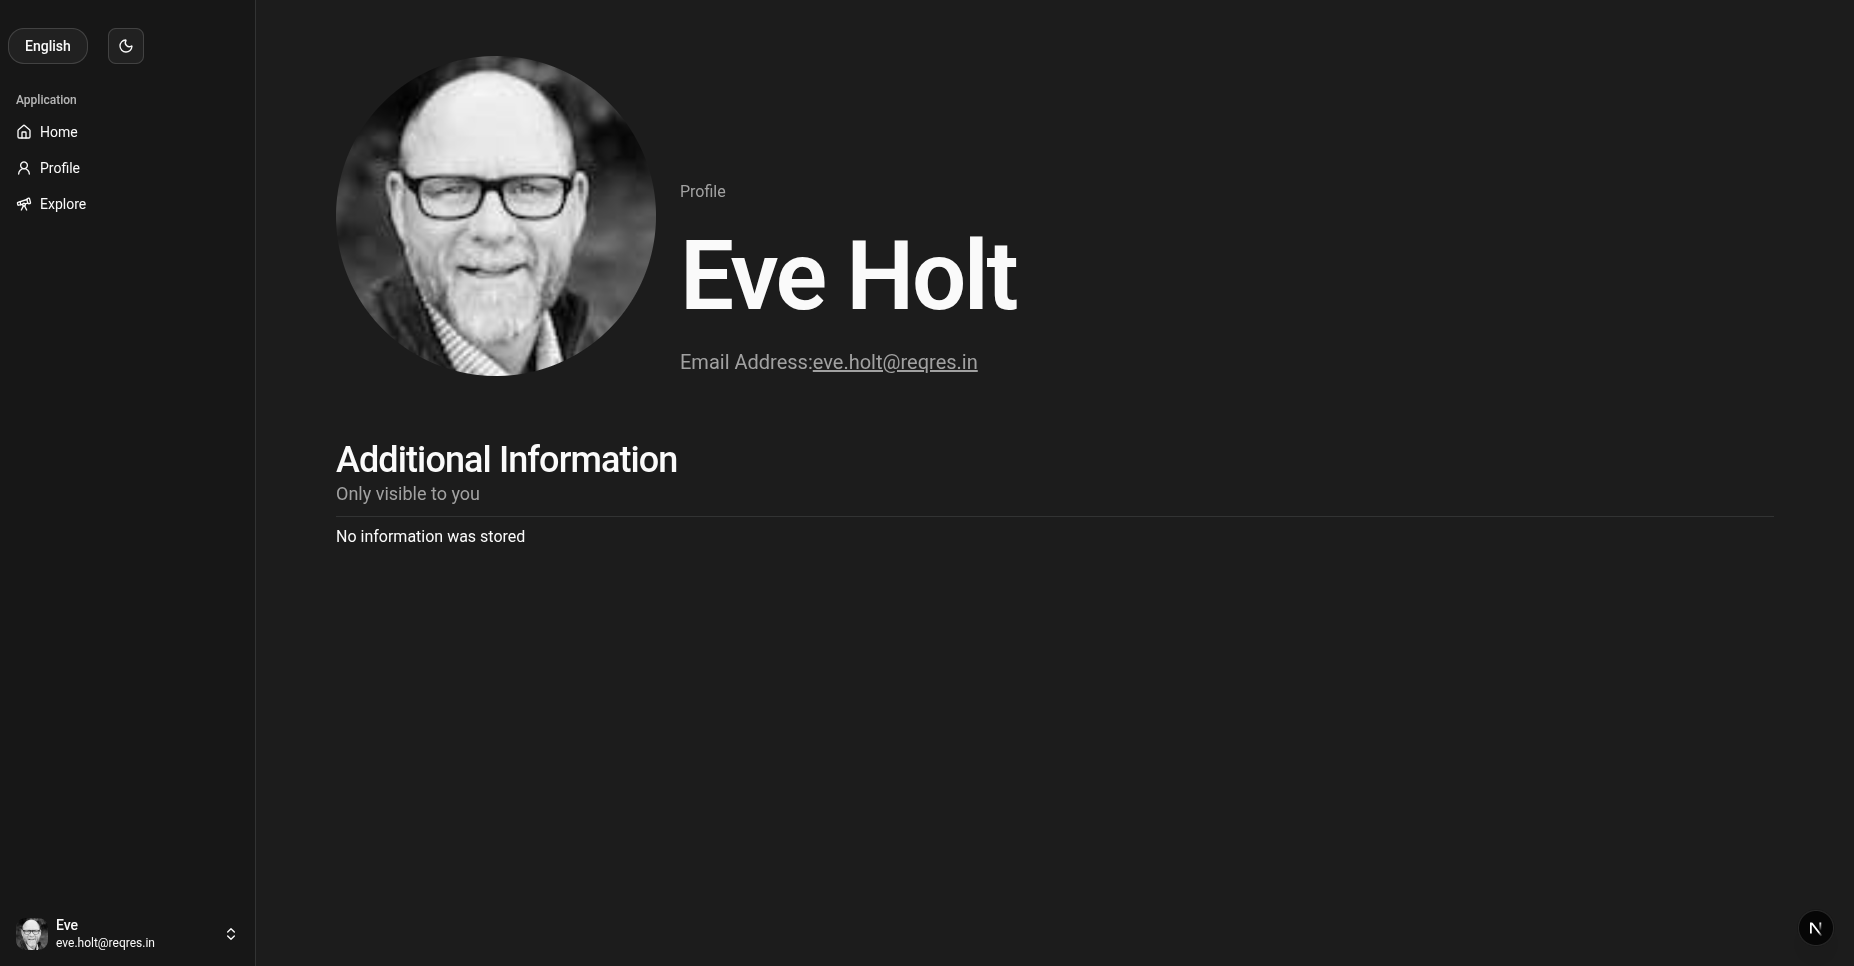 English
Application
Home
Profile
Explore
Profile
Eve Holt
Email Address:eve.holt@reqres.in
Additional Information
Only visible to you
No information was stored
Eve
eve.holt@reqres.in
N